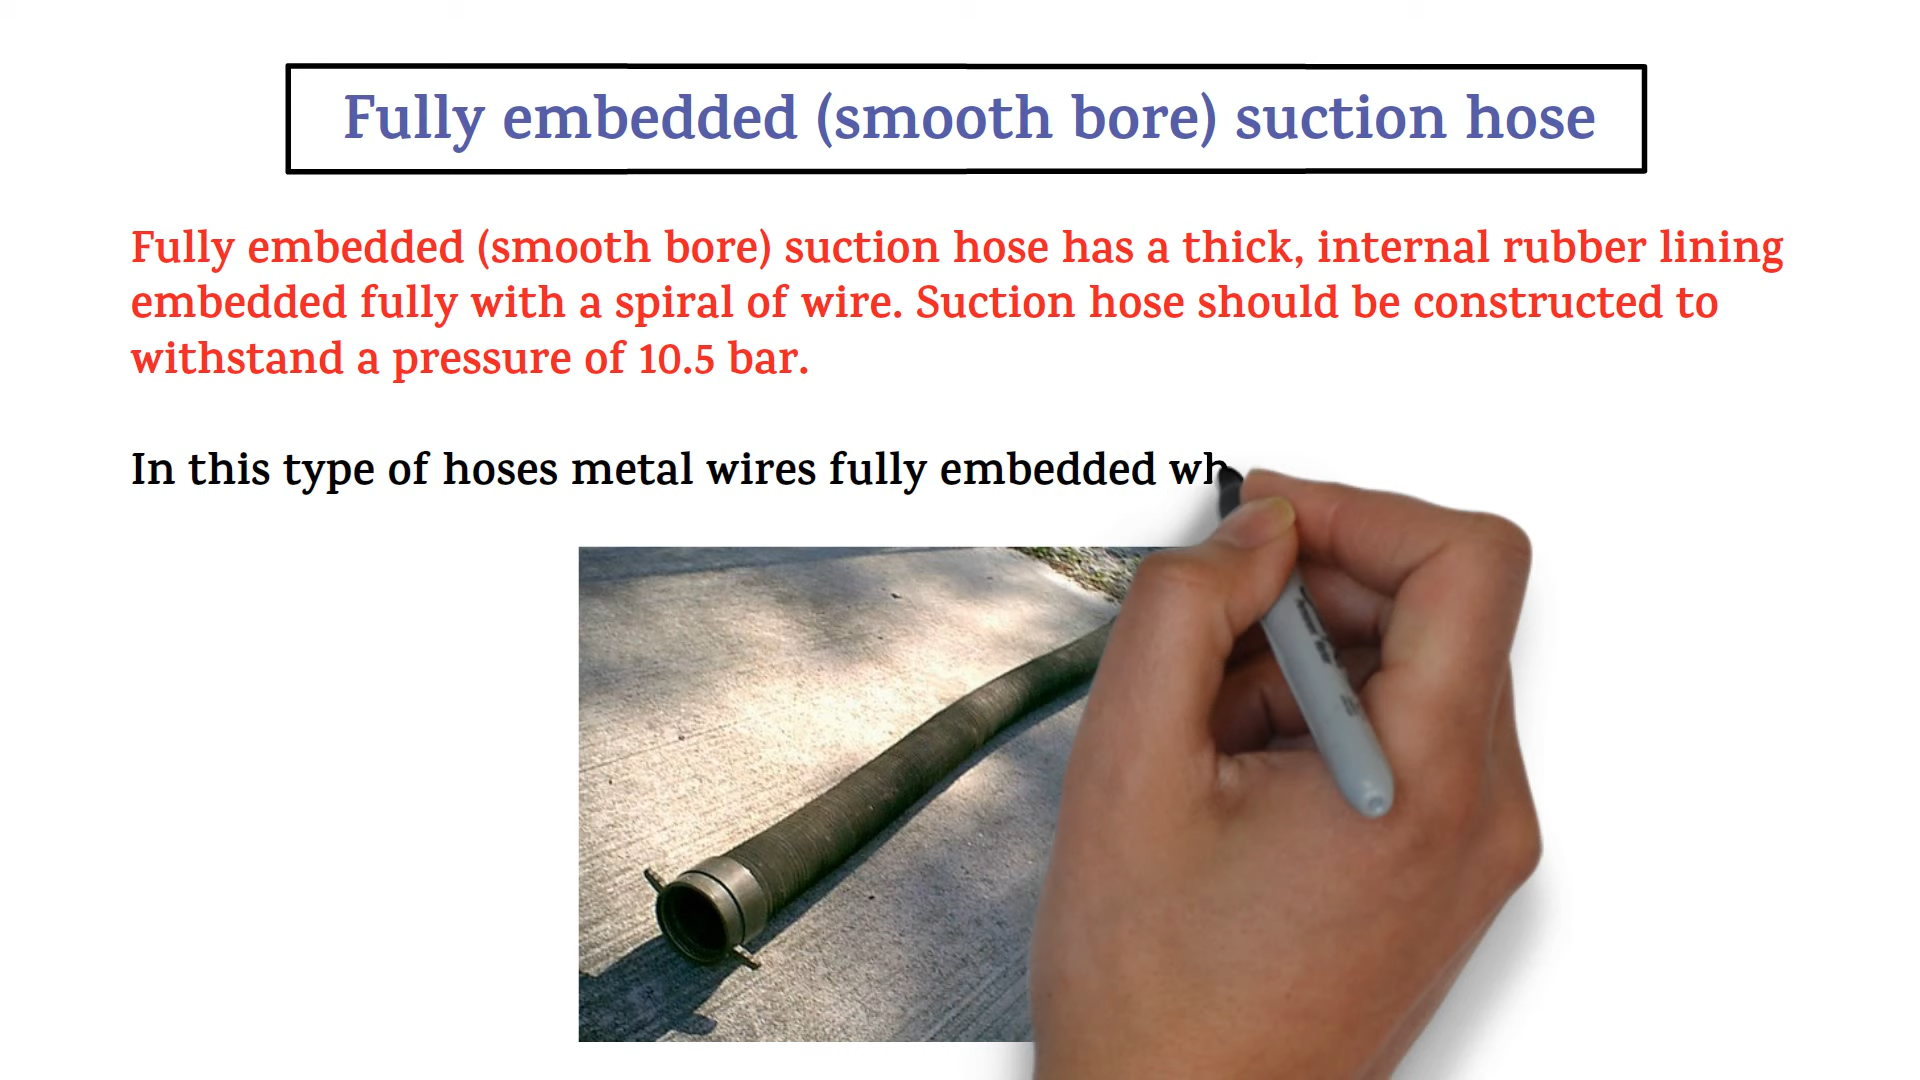 Fully embedded (smooth bore) suction hose
Fully embedded (smooth bore) suction hose has a thick, internal rubber lining
embedded fully with a spiral of wire. Suction hose should be constructed to
withstand a pressure of 10.5 bar.
In this type of hoses metal wires fully embedded wh